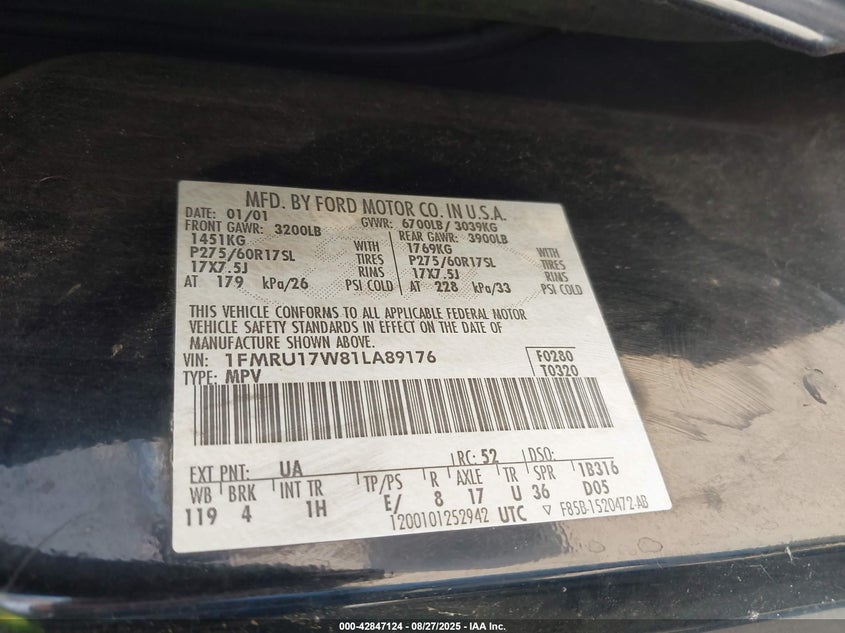 MFD. BY FORD MOTOR CO. IN U.S.A.
DATE: 01/01 GVWR: 6700LB/ 3039KG
FRONT GAWR: 3200LB REAR GAWR: 3900LB
1451KG WITH 1769KG WITH
P275/60R17SL TIRES P275/60R17SL TIRES
17X7.5J RIMS 17X7.5J RIMS
AT 179 kPa/26 PSI COLD AT 228 kPa/33 PSI COLD
THIS VEHICLE CONFORMS TO ALL APPLICABLE FEDERAL MOTOR
VEHICLE SAFETY STANDARDS IN EFFECT ON THE DATE OF
MANUFACTURE SHOWN ABOVE.
VIN: 1FMRU17W81LA89176 F0280
TYPE: MPV T0320
EXT PNT: UA RC: 52 DSO:
WB BRK INT TR TP/PS R AXLE TR SPR 1B316
119 4 1H E/ 8 17 U 36 D05
1200101252942 UTC ▽ F85B-1520472-AB
000-42847124 - 08/27/2025 - IAA Inc.